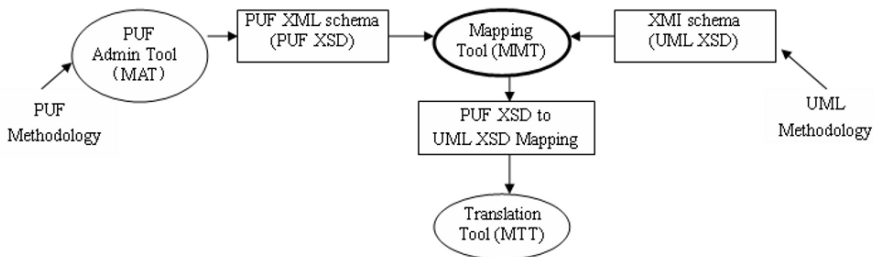 PUF
Admin Tool
(MAT)
PUF XML schema
(PUF XSD)
Mapping
Tool (MMT)
XMI schema
(UML XSD)
PUF
Methodology
UML
Methodology
PUF XSD to
UML XSD Mapping
Translation
Tool (MTT)